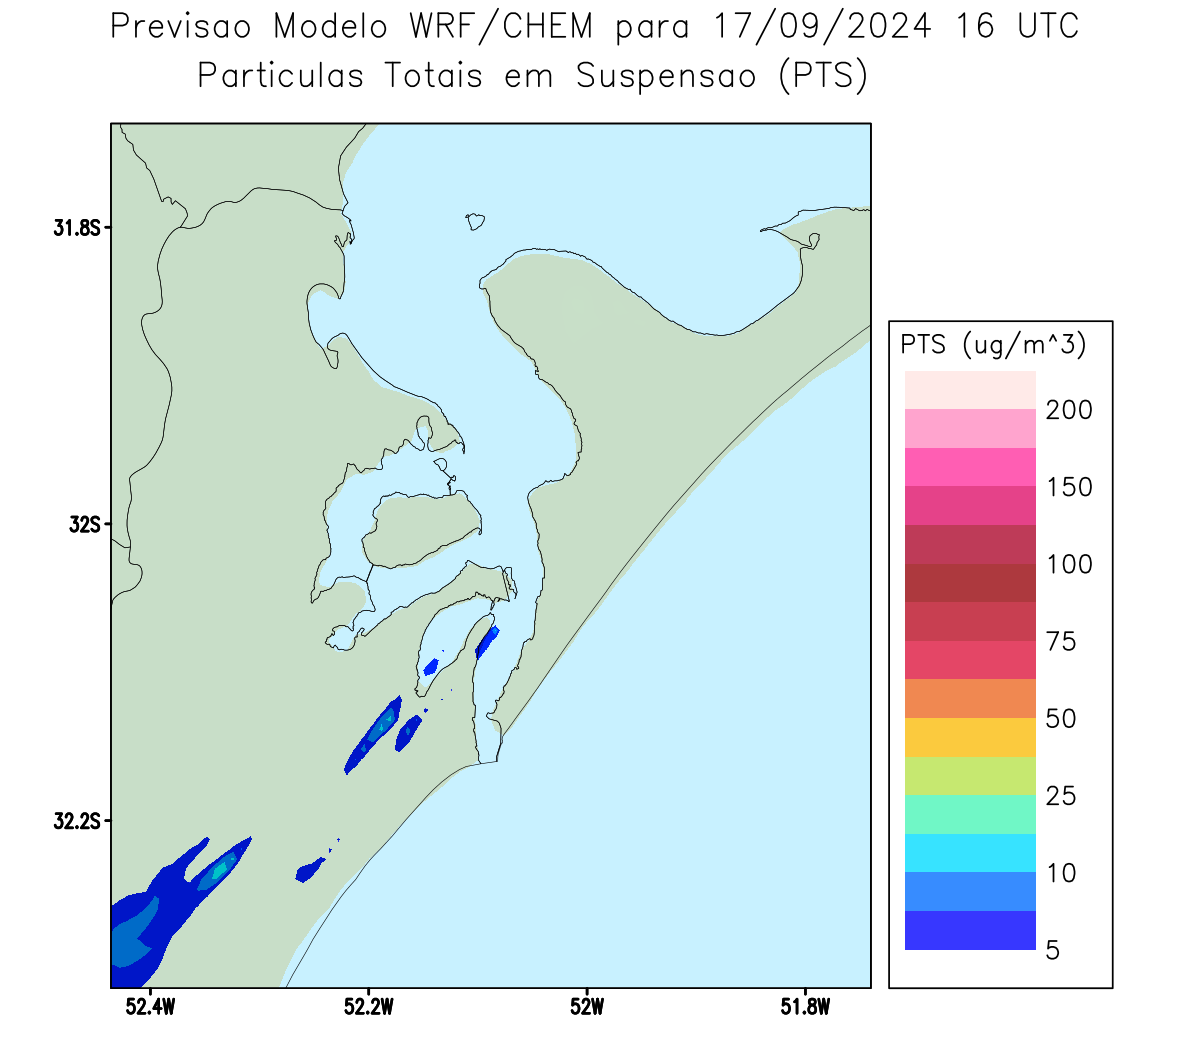 Previsao Modelo WRF/CHEM para 17/09/2024 16 UTC
Particulas Totais em Suspensao (PTS)
31.8S
32S
32.2S
52.4W
52.2W
52W
51.8W
PTS (ug/m^3)
200
150
100
75
50
25
10
5